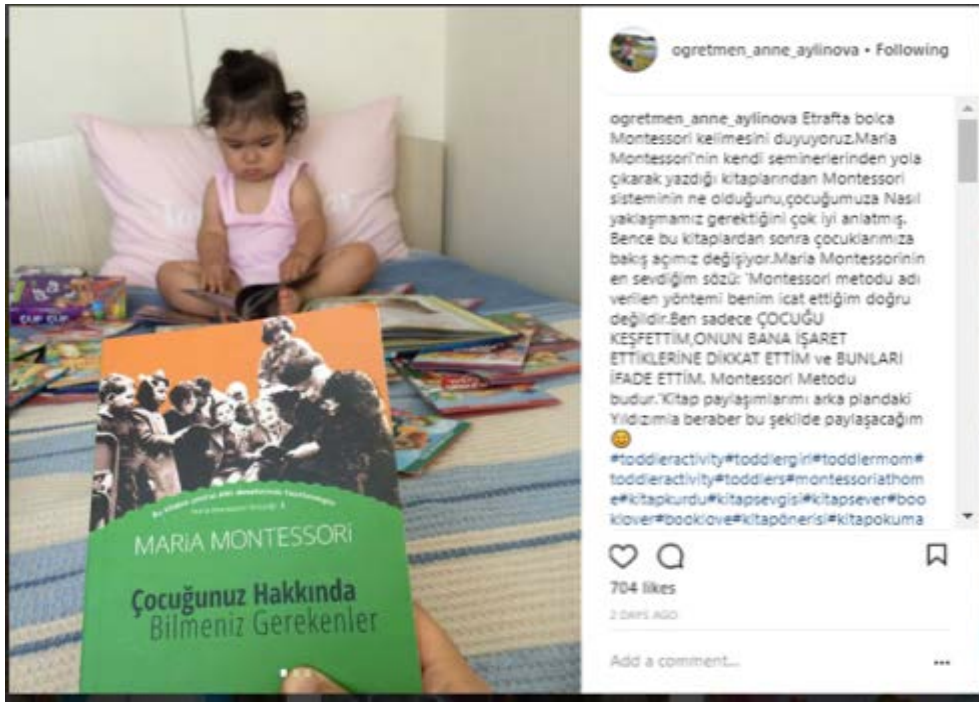 ogretmen_anne_aylinova • Following
ogretmen_anne_aylinova Etrafta bolca
Montessori kelimesini duyuyoruz.Maria
Montessori'nin kendi seminerlerinden yola
çıkarak yazdığı kitaplarından Montessori
sisteminin ne olduğunu,çocuğumuza Nasıl
yaklaşmamız gerektiğini çok iyi anlatmış.
Bence bu kitaplardan sonra çocuklarımıza
bakış açımız değişiyor.Maria Montessorinin
en sevdiğim sözü: "Montessori metodu adı
verilen yöntemi benim icat ettiğim doğru
değildir.Ben sadece ÇOCUĞU
KEŞFETTİM,ONUN BANA İŞARET
ETTİKLERİNE DİKKAT ETTİM ve BUNLARI
İFADE ETTİM. Montessori Metodu
budur."Kitap paylaşımlarımı arka plandaki
Yıldızımla beraber bu şekilde paylaşacağım
😊
#toddleractivity#toddlergirl#toddlermom#
toddleractivity#toddlers#montessoriathom
e#kitapkurdu#kitapsevgisi#kitapsever#boo
klover#booklove#kitapönerisi#kitapokuma
704 likes
2 DAYS AGO
Add a comment...
CUF CUF
MARİA MONTESSORİ
Çocuğunuz Hakkında
Bilmeniz Gerekenler